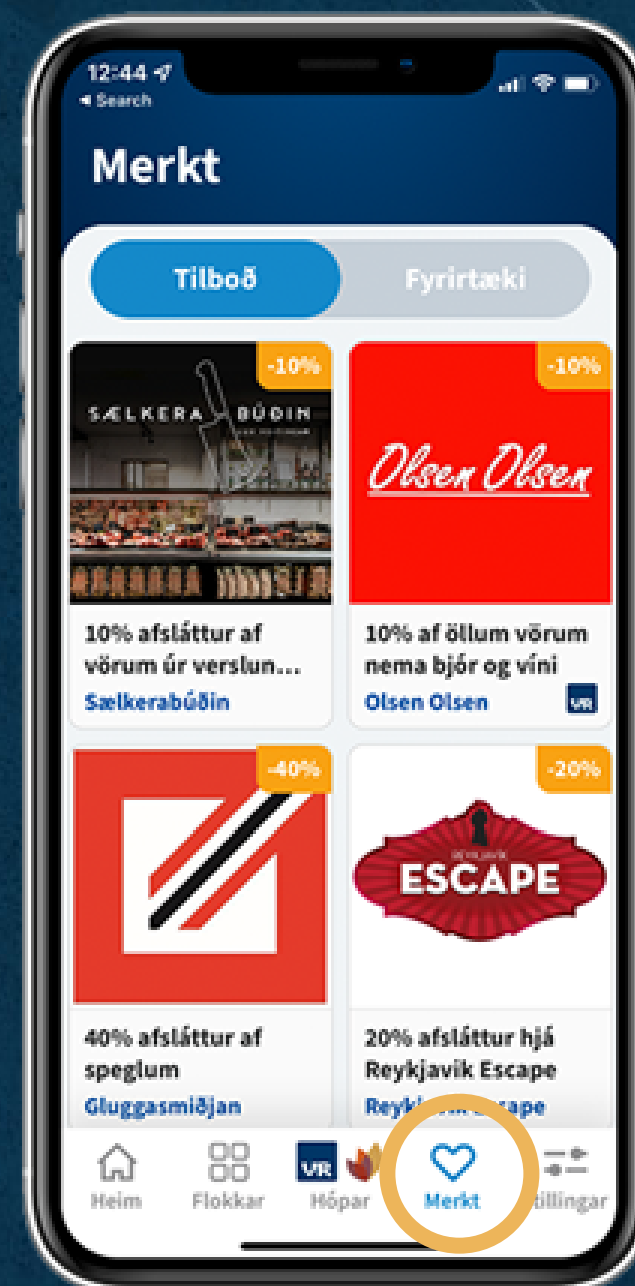 12:44
◂ Search
Merkt
Tilboð
Fyrirtæki
-10%
SÆLKERA BÚÐIN
10% afsláttur af
vörum úr verslun...
Sælkerabúðin
-10%
Olsen Olsen
10% af öllum vörum
nema bjór og víni
Olsen Olsen
VR
-40%
40% afsláttur af
speglum
Gluggasmiðjan
-20%
REYKJAVÍK
ESCAPE
20% afsláttur hjá
Reykjavik Escape
Heim
Flokkar
VR
Hópar
Merkt